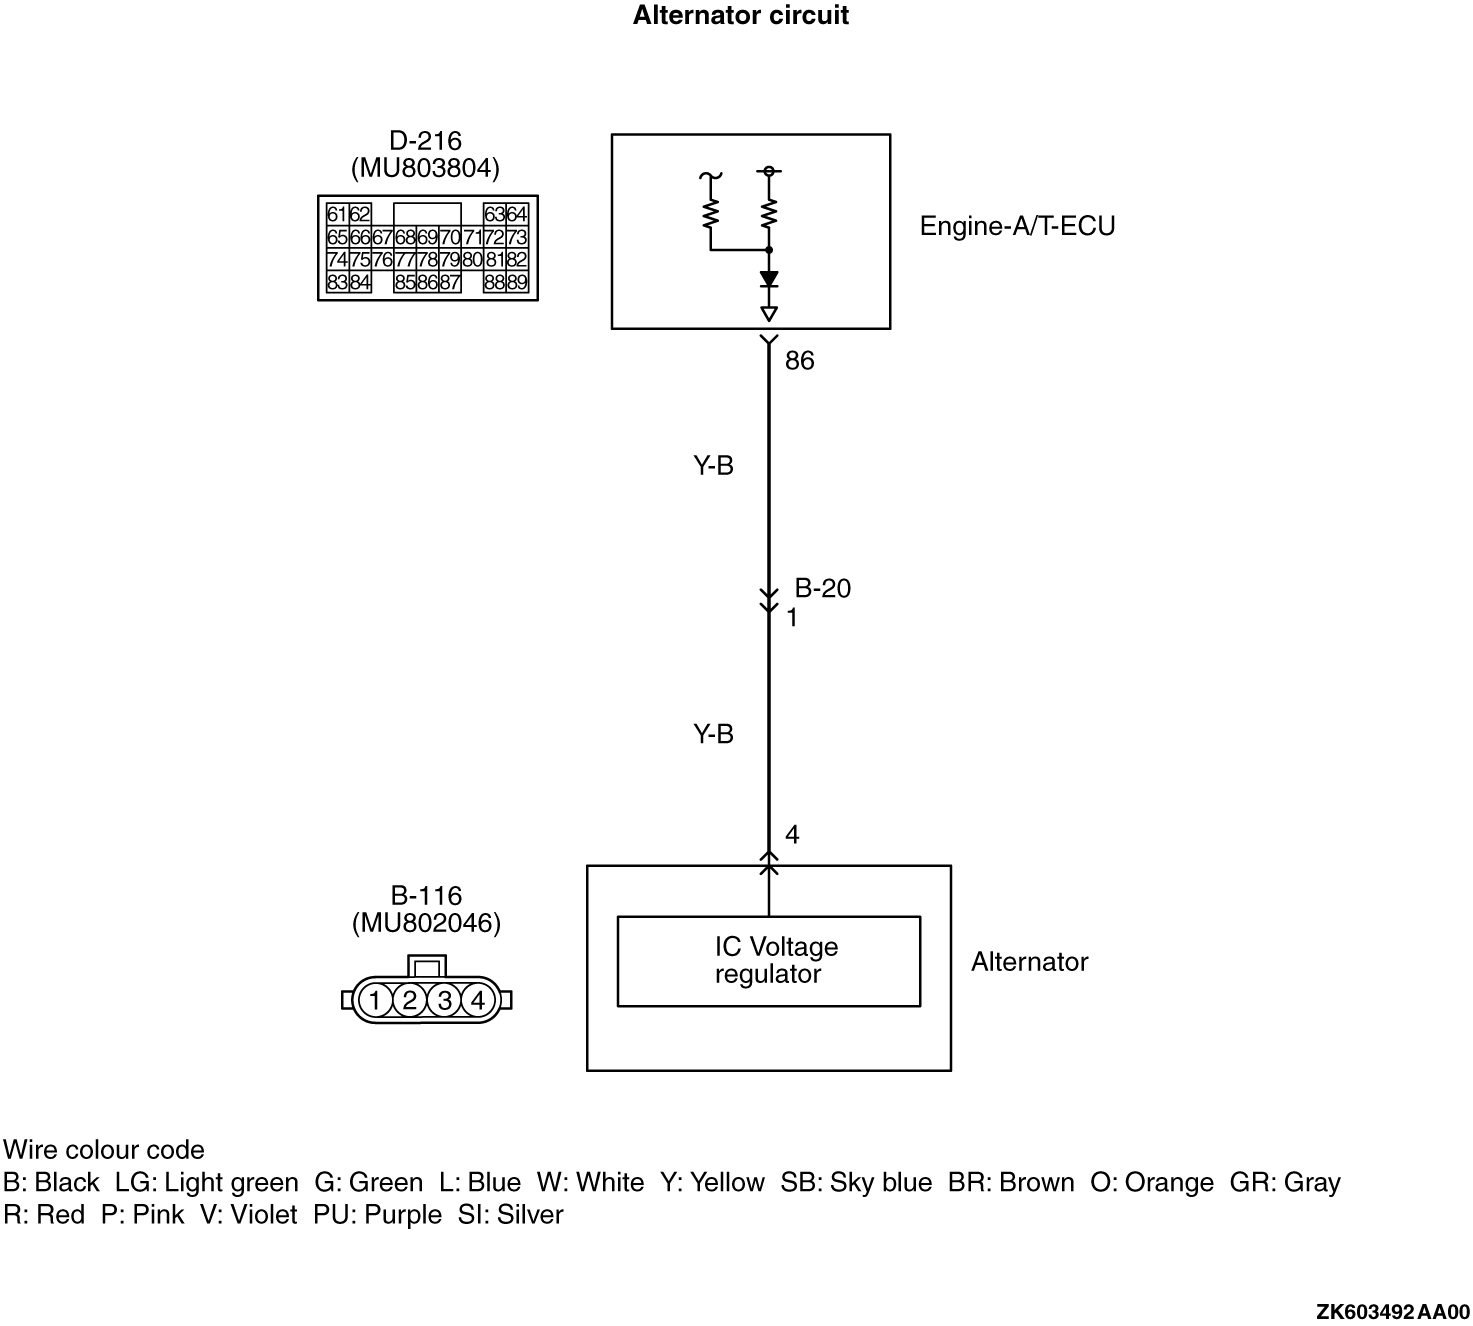 Alternator circuit
D-216
(MU803804)
61 62 63 64
65 66 67 68 69 70 71 72 73
74 75 76 77 78 79 80 81 82
83 84 85 86 87 88 89
Engine-A/T-ECU
86
Y-B
B-20
1
Y-B
4
B-116
(MU802046)
1 2 3 4
IC Voltage
regulator
Alternator
Wire colour code
B: Black LG: Light green G: Green L: Blue W: White Y: Yellow SB: Sky blue BR: Brown O: Orange GR: Gray
R: Red P: Pink V: Violet PU: Purple SI: Silver
ZK603492AA00